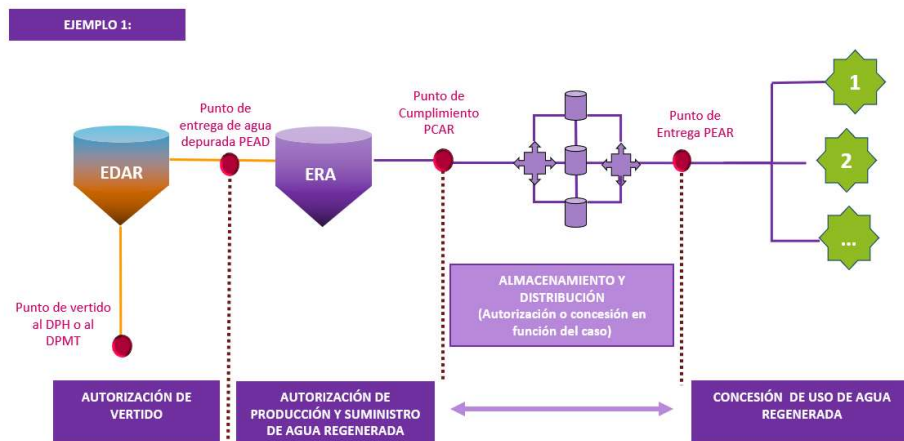 EJEMPLO 1:
Punto de
entrega de agua
depurada PEAD
Punto de
Cumplimiento
PCAR
Punto de
Entrega PEAR
1
EDAR
ERA
2
...
Punto de vertido
al DPH o al
DPMT
ALMACENAMIENTO Y
DISTRIBUCIÓN
(Autorización o concesión en
función del caso)
AUTORIZACIÓN DE
VERTIDO
AUTORIZACIÓN DE
PRODUCCIÓN Y SUMINISTRO
DE AGUA REGENERADA
CONCESIÓN DE USO DE AGUA
REGENERADA